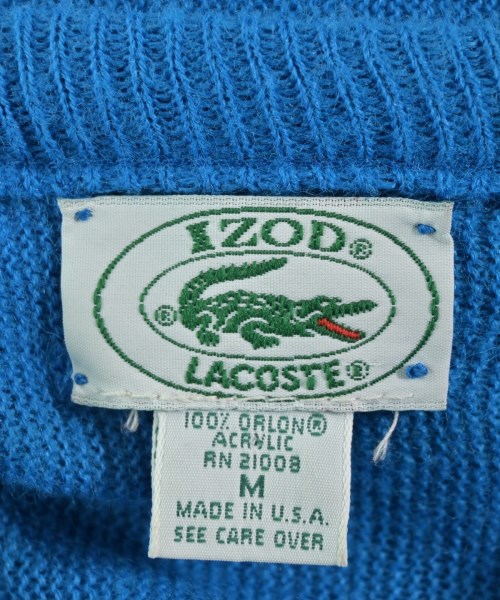 IZOD®
®
LACOSTE®
100% ORLON®
ACRYLIC
RN 21008
M
MADE IN U.S.A.
SEE CARE OVER